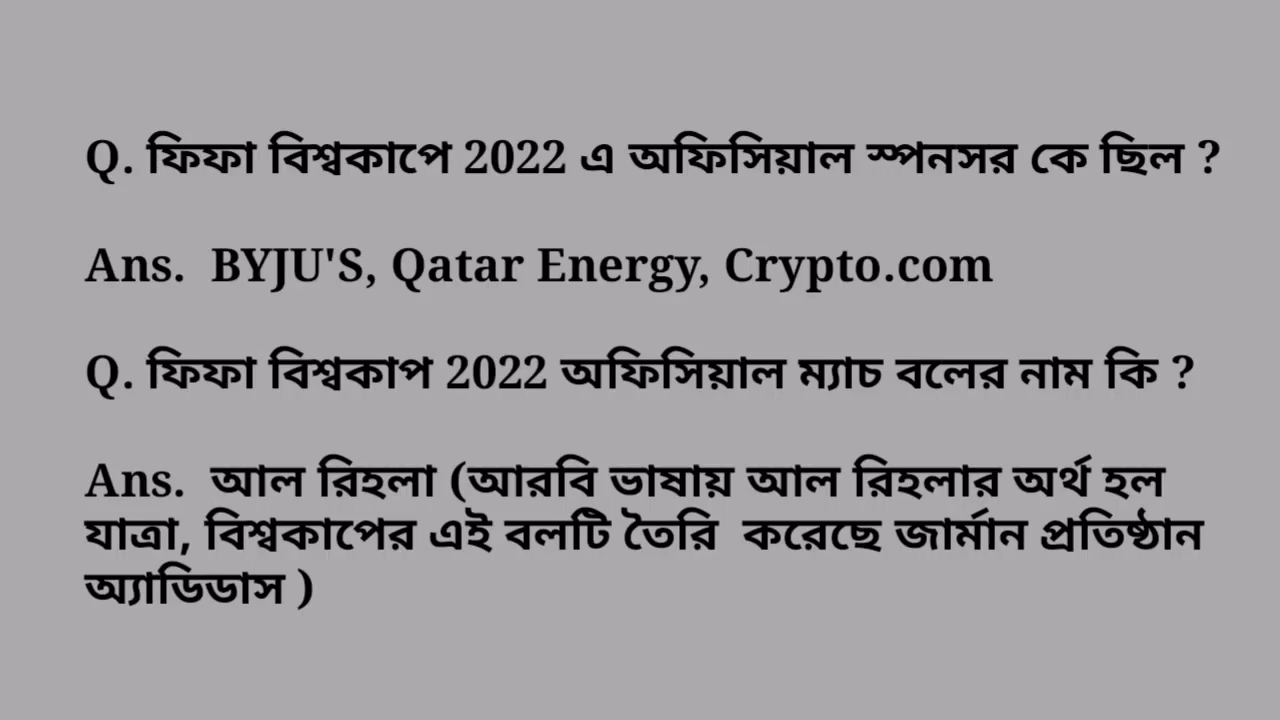 Q. ফিফা বিশ্বকাপে 2022 এ অফিসিয়াল স্পনসর কে ছিল ?
Ans. BYJU'S, Qatar Energy, Crypto.com
Q. ফিফা বিশ্বকাপ 2022 অফিসিয়াল ম্যাচ বলের নাম কি ?
Ans. আল রিহলা (আরবি ভাষায় আল রিহলার অর্থ হল
যাত্রা, বিশ্বকাপের এই বলটি তৈরি করেছে জার্মান প্রতিষ্ঠান
অ্যাডিডাস )